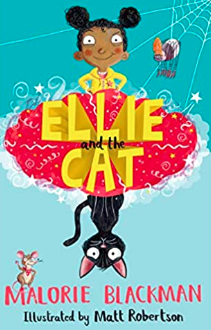 ELLIE
and the
CAT
MALORIE BLACKMAN
Illustrated by Matt Robertson